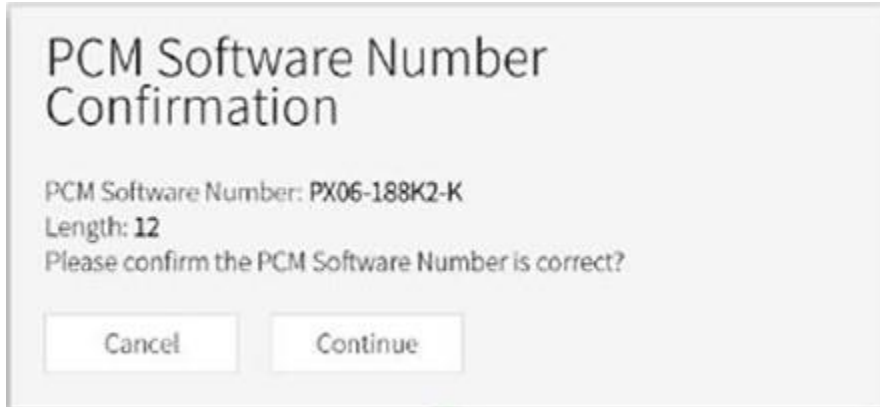 PCM Software Number
Confirmation
PCM Software Number: PX06-188K2-K
Length: 12
Please confirm the PCM Software Number is correct?
Cancel
Continue